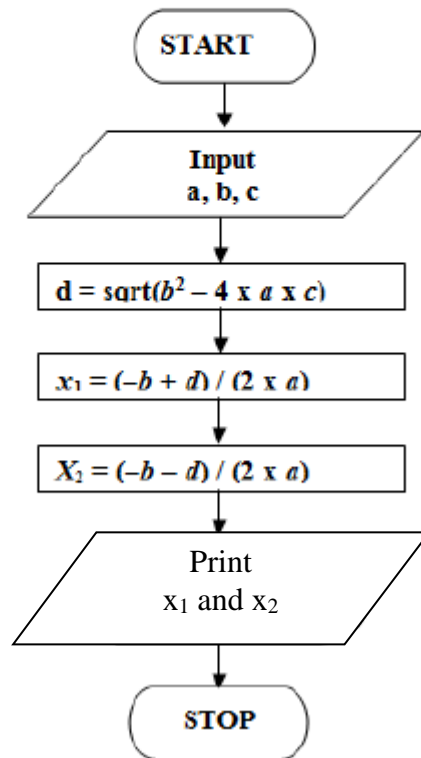 START
Input
a, b, c
d = sqrt(b² – 4 x a x c)
x₁ = (–b + d) / (2 x a)
X₂ = (–b – d) / (2 x a)
Print
x₁ and x₂
STOP